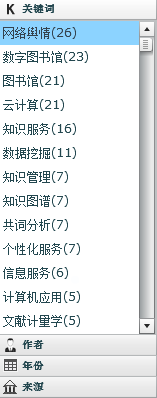 K 关键词
网络舆情(26)
数字图书馆(23)
图书馆(21)
云计算(21)
知识服务(16)
数据挖掘(11)
知识管理(7)
知识图谱(7)
共词分析(7)
个性化服务(7)
信息服务(6)
计算机应用(5)
文献计量学(5)
作者
年份
来源